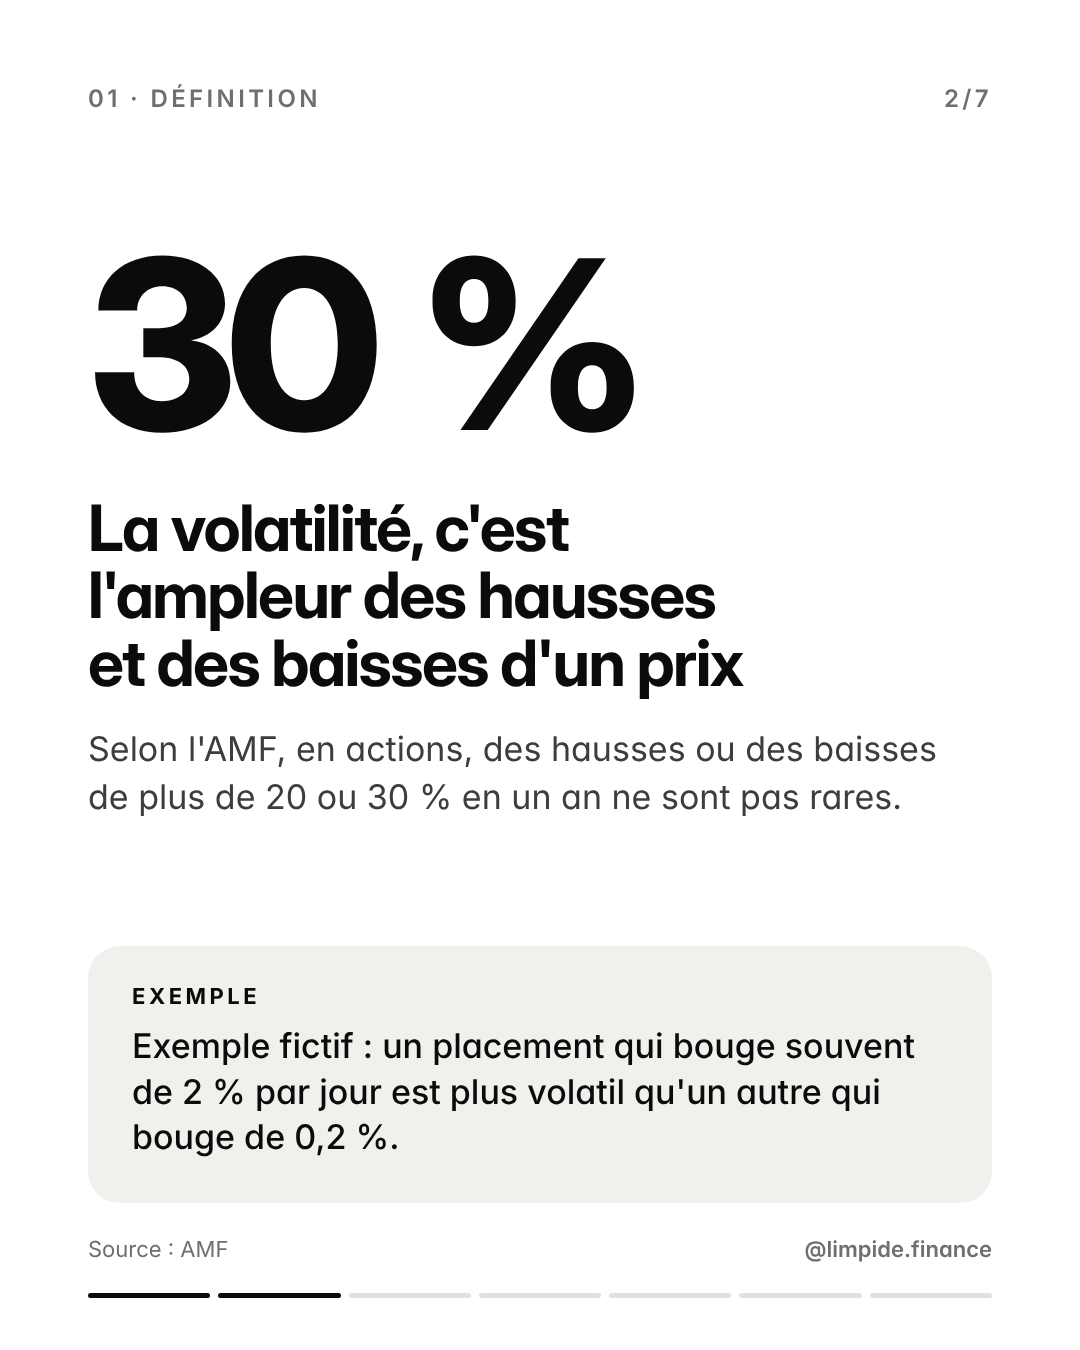 01 · DÉFINITION
2/7
30 %
La volatilité, c'est
l'ampleur des hausses
et des baisses d'un prix
Selon l'AMF, en actions, des hausses ou des baisses
de plus de 20 ou 30 % en un an ne sont pas rares.
EXEMPLE
Exemple fictif : un placement qui bouge souvent
de 2 % par jour est plus volatil qu'un autre qui
bouge de 0,2 %.
Source : AMF
@limpide.finance